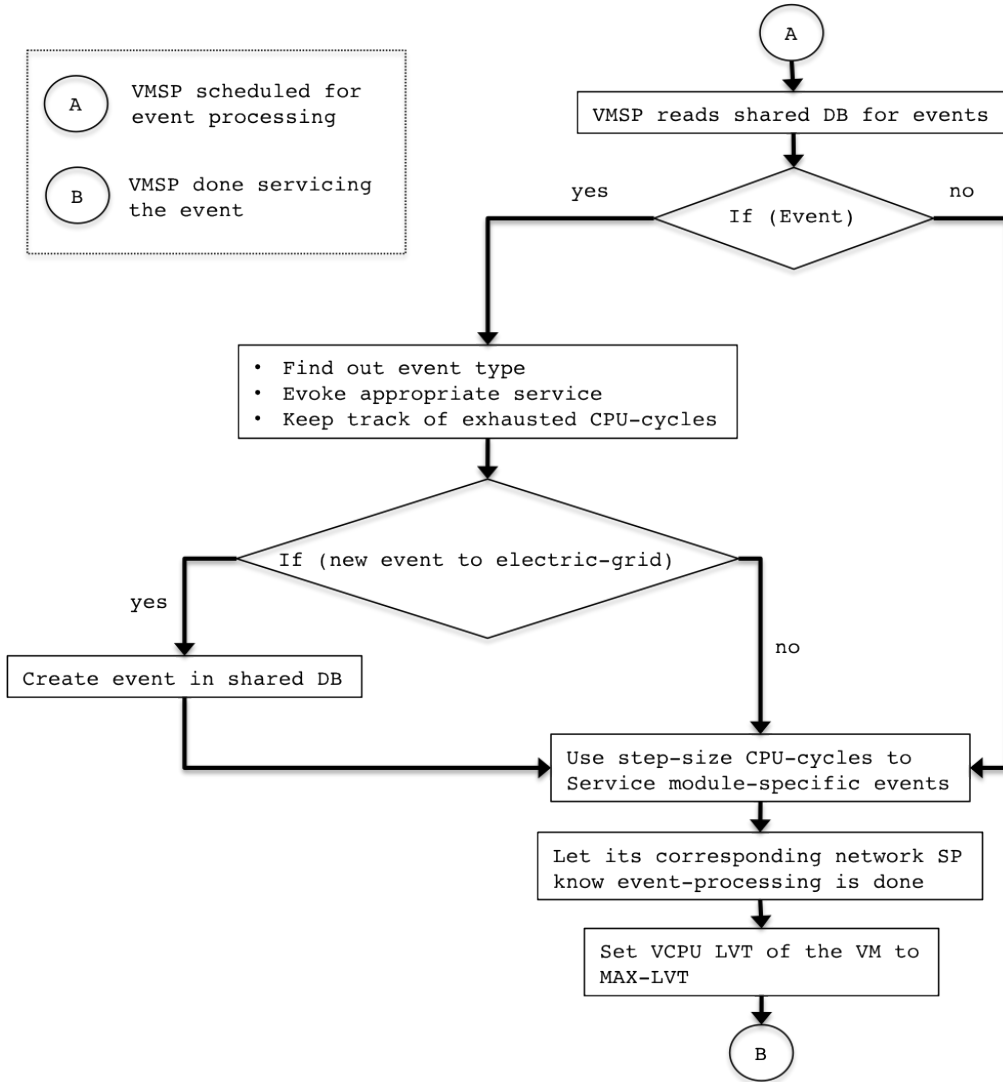 A
VMSP scheduled for
event processing
B
VMSP done servicing
the event
A
VMSP reads shared DB for events
yes
no
If (Event)
• Find out event type
• Evoke appropriate service
• Keep track of exhausted CPU-cycles
If (new event to electric-grid)
yes
no
Create event in shared DB
Use step-size CPU-cycles to
Service module-specific events
Let its corresponding network SP
know event-processing is done
Set VCPU LVT of the VM to
MAX-LVT
B